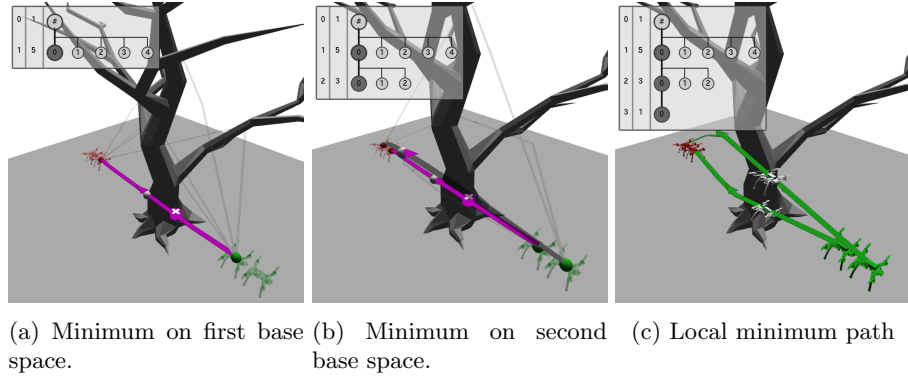 0 1 #
1 5 0 1 2 3 4
0 1 #
1 5 0 1 2 3 4
2 3 0 1 2
0 1 #
1 5 0 1 2 3 4
2 3 0 1 2
3 1 0
(a) Minimum on first base
space.
(b) Minimum on second
base space.
(c) Local minimum path